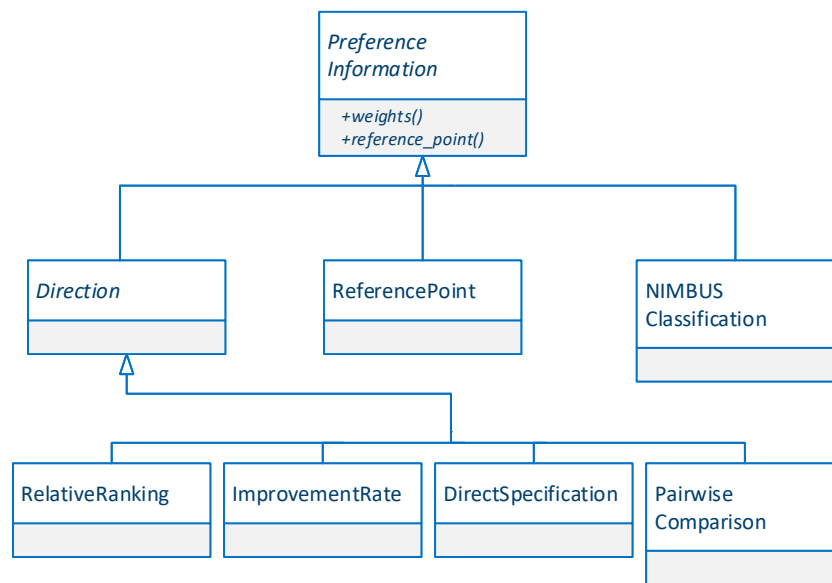 Preference
Information
+weights()
+reference_point()
Direction
ReferencePoint
NIMBUS
Classification
RelativeRanking
ImprovementRate
DirectSpecification
Pairwise
Comparison